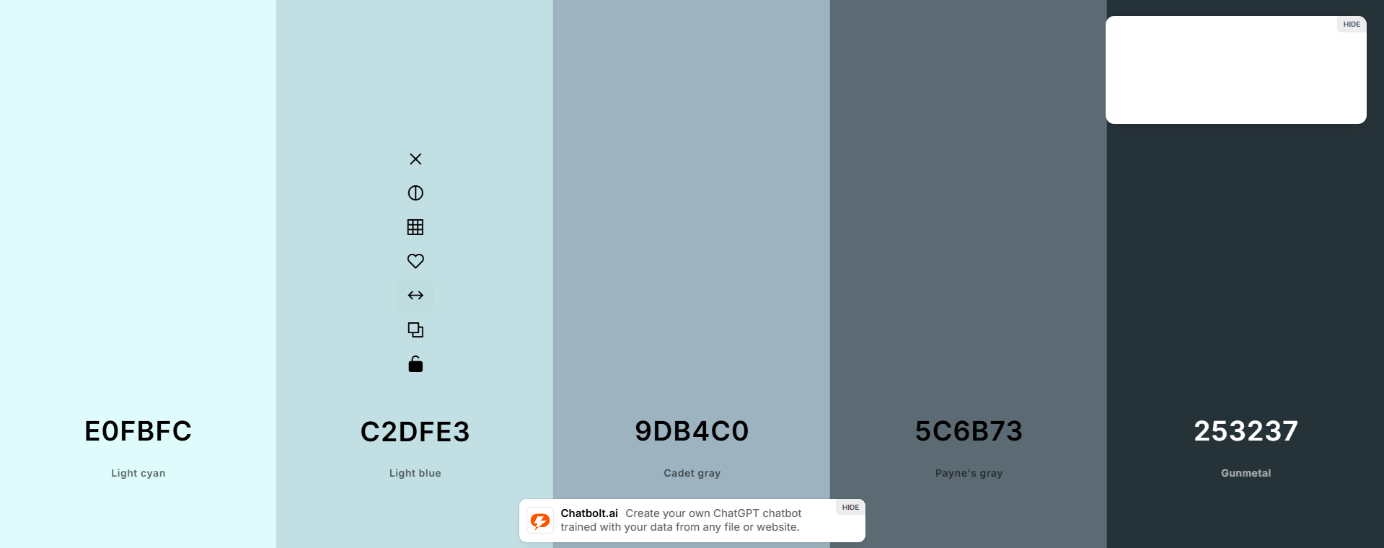 HIDE
E0FBFC
Light cyan
C2DFE3
Light blue
9DB4C0
Cadet gray
5C6B73
Payne's gray
253237
Gunmetal
HIDE
Chatbolt.ai Create your own ChatGPT chatbot
trained with your data from any file or website.